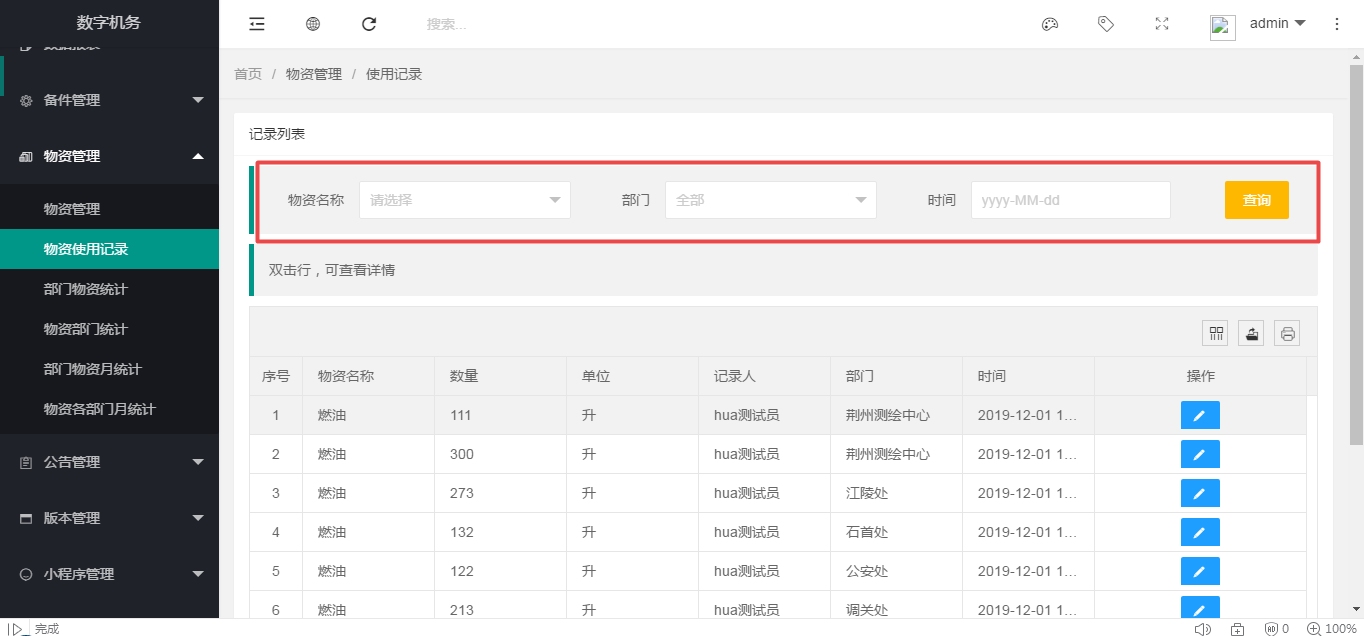 数字机务
搜索...
admin
数据报表
备件管理
物资管理
物资管理
物资使用记录
部门物资统计
物资部门统计
部门物资月统计
物资各部门月统计
公告管理
版本管理
小程序管理
首页 / 物资管理 / 使用记录
记录列表
物资名称 请选择 部门 全部 时间 yyyy-MM-dd 查询
双击行，可查看详情
序号 物资名称 数量 单位 记录人 部门 时间 操作
1 燃油 111 升 hua测试员 荆州测绘中心 2019-12-01 1...
2 燃油 300 升 hua测试员 荆州测绘中心 2019-12-01 1...
3 燃油 273 升 hua测试员 江陵处 2019-12-01 1...
4 燃油 132 升 hua测试员 石首处 2019-12-01 1...
5 燃油 122 升 hua测试员 公安处 2019-12-01 1...
6 燃油 213 升 hua测试员 调关处 2019-12-01 1...
完成 0 100%